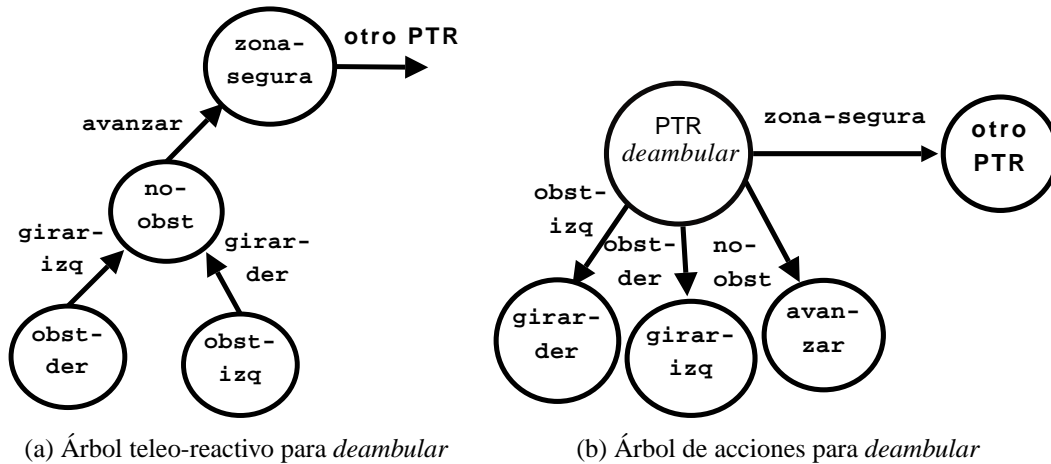 zona-
segura
otro PTR
avanzar
no-
obst
girar-
izq
girar-
der
obst-
der
obst-
izq
(a) Árbol teleo-reactivo para deambular
PTR
deambular
zona-segura
otro
PTR
obst-
izq
obst-
der
no-
obst
girar-
der
girar-
izq
avan-
zar
(b) Árbol de acciones para deambular